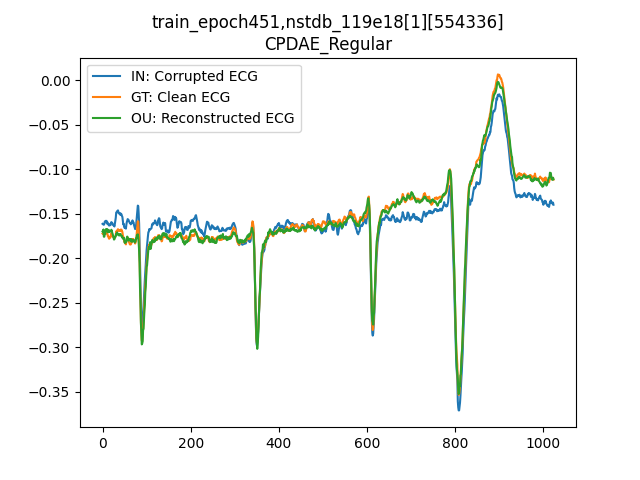 train_epoch451,nstdb_119e18[1][554336]
CPDAE_Regular
IN: Corrupted ECG
GT: Clean ECG
OU: Reconstructed ECG
0.00
−0.05
−0.10
−0.15
−0.20
−0.25
−0.30
−0.35
0 200 400 600 800 1000